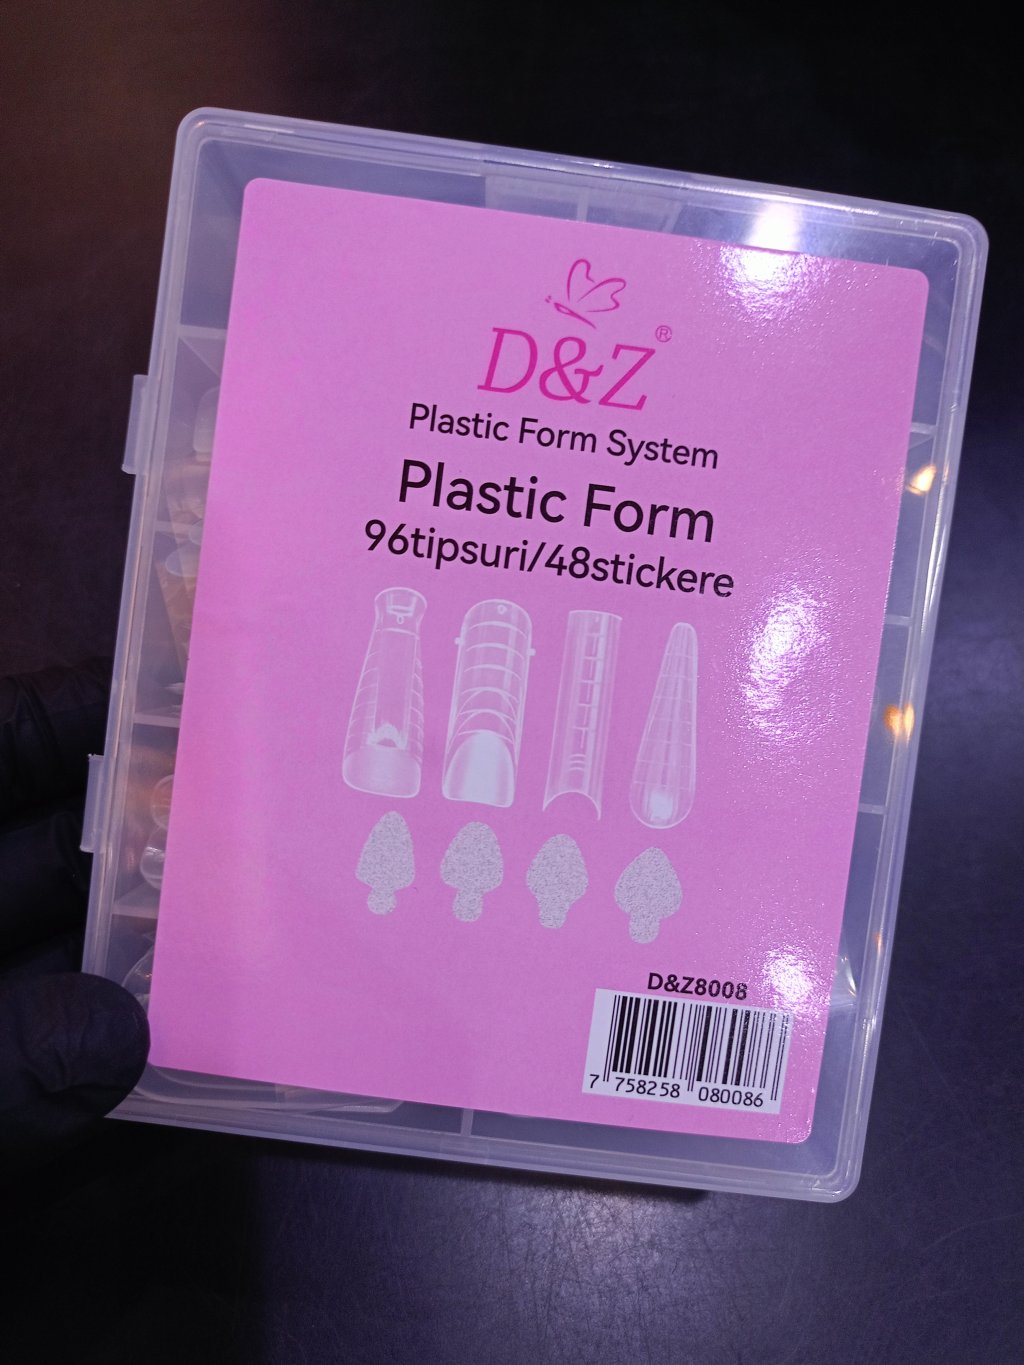 D&Z®
Plastic Form System
Plastic Form
96tipsuri/48stickere
D&Z8008
7 758258 080086